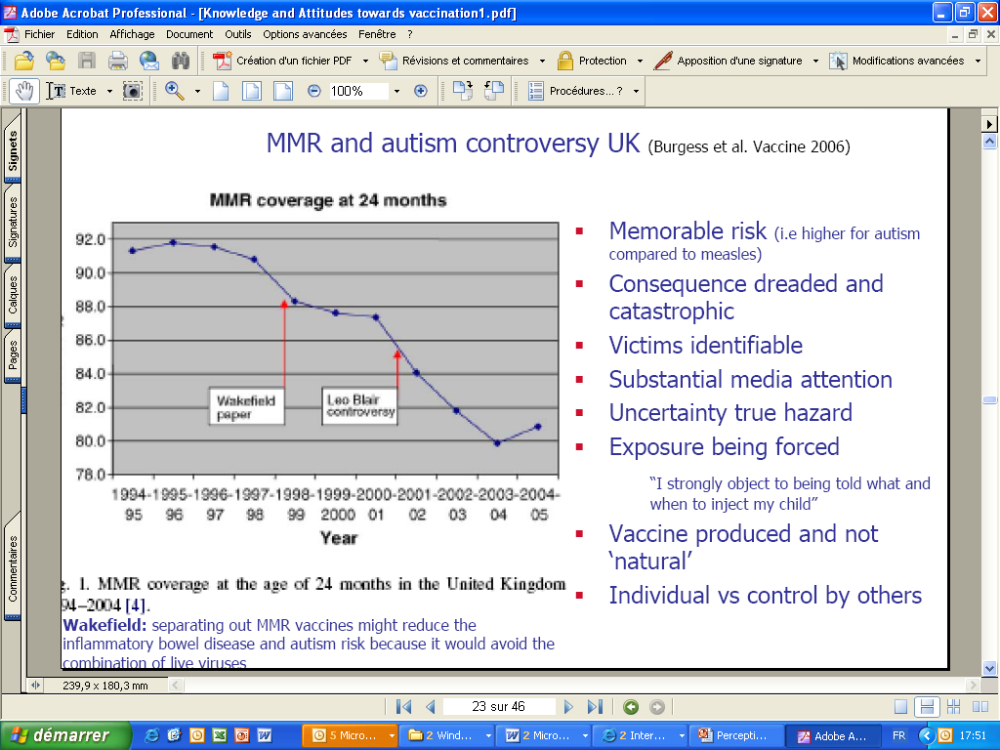 Adobe Acrobat Professional - [Knowledge and Attitudes towards vaccination1.pdf]
Fichier Edition Affichage Document Outils Options avancées Fenêtre ?
Création d'un fichier PDF Révisions et commentaires Protection Apposition d'une signature Modifications avancées
Texte 100% Procédures... ?
Signets
Signatures
Calques
Pages
Commentaires
MMR and autism controversy UK (Burgess et al. Vaccine 2006)
MMR coverage at 24 months
92.0
90.0
88.0
86.0
84.0
82.0
80.0
78.0
Wakefield
paper
Leo Blair
controversy
1994- 1995- 1996- 1997- 1998- 1999- 2000- 2001- 2002- 2003- 2004-
95 96 97 98 99 2000 01 02 03 04 05
Year
g. 1. MMR coverage at the age of 24 months in the United Kingdom
94–2004 [4].
Wakefield: separating out MMR vaccines might reduce the
inflammatory bowel disease and autism risk because it would avoid the
combination of live viruses
▪ Memorable risk (i.e higher for autism
compared to measles)
▪ Consequence dreaded and
catastrophic
▪ Victims identifiable
▪ Substantial media attention
▪ Uncertainty true hazard
▪ Exposure being forced
“I strongly object to being told what and
when to inject my child”
▪ Vaccine produced and not
‘natural’
▪ Individual vs control by others
239,9 x 180,3 mm
23 sur 46
démarrer 5 Micro... 2 Wind... 2 Micro... 2 Inter... Percepti... Adobe A... FR 17:51